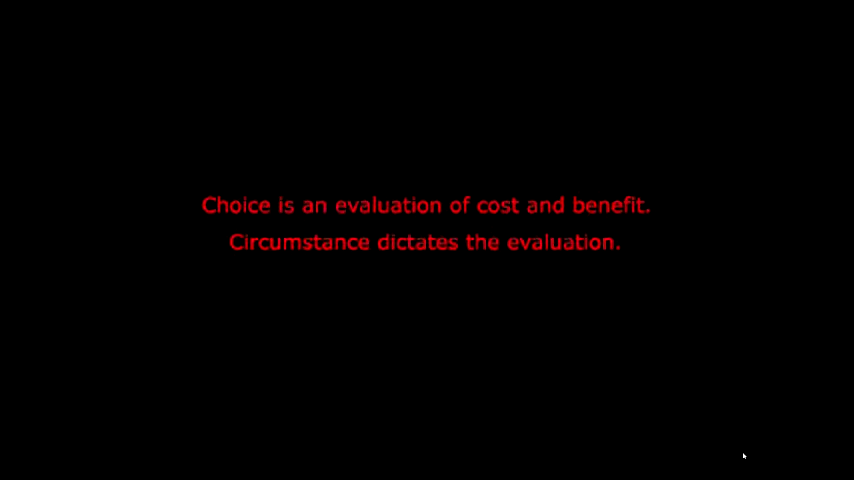 Choice is an evaluation of cost and benefit.
Circumstance dictates the evaluation.